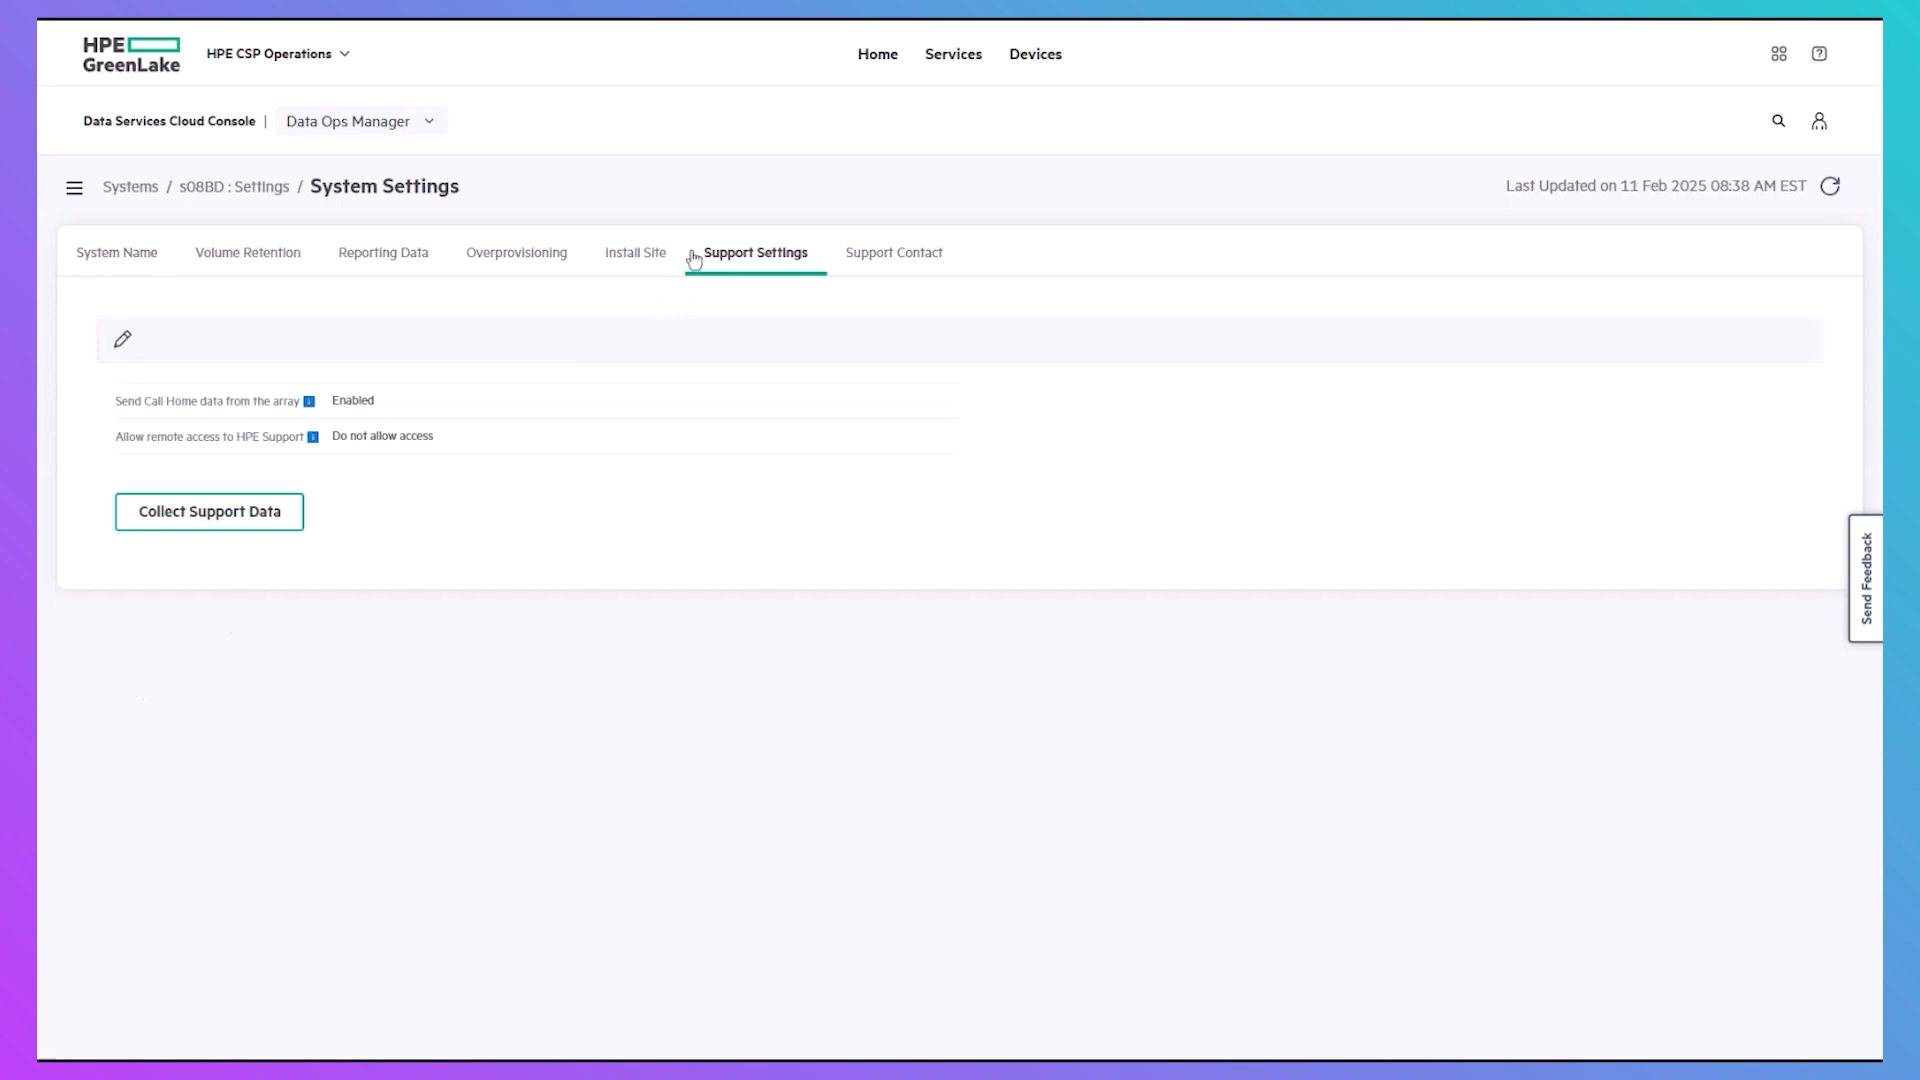 HPE
GreenLake
HPE CSP Operations
Home Services Devices
Data Services Cloud Console | Data Ops Manager
Systems / s08BD : Settings / System Settings
Last Updated on 11 Feb 2025 08:38 AM EST
System Name Volume Retention Reporting Data Overprovisioning Install Site Support Settings Support Contact
Send Call Home data from the array Enabled
Allow remote access to HPE Support Do not allow access
Collect Support Data
Send Feedback